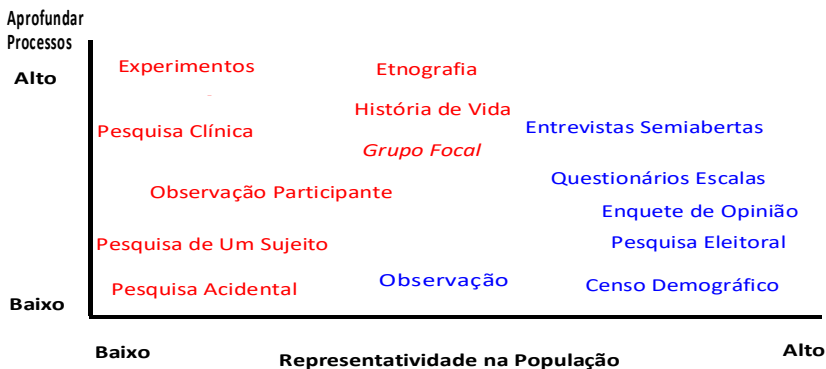 Aprofundar
Processos
Alto
Experimentos
Etnografia
História de Vida
Pesquisa Clínica
Entrevistas Semiabertas
Grupo Focal
Questionários Escalas
Observação Participante
Enquete de Opinião
Pesquisa de Um Sujeito
Pesquisa Eleitoral
Observação
Censo Demográfico
Pesquisa Acidental
Baixo
Baixo
Representatividade na População
Alto